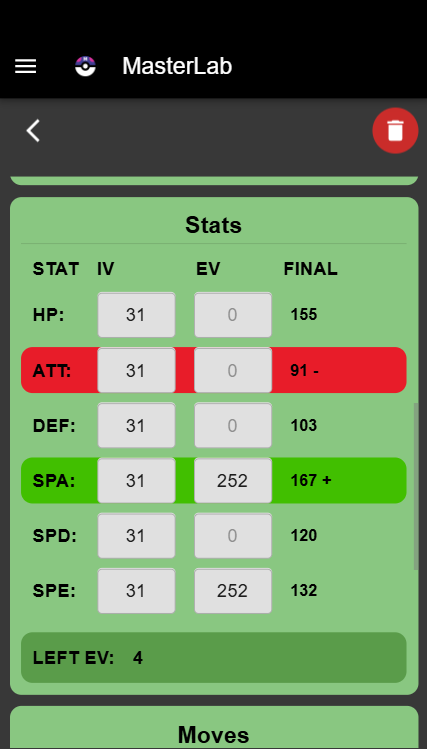 MasterLab
Stats
STAT IV EV FINAL
HP: 31 0 155
ATT: 31 0 91 -
DEF: 31 0 103
SPA: 31 252 167 +
SPD: 31 0 120
SPE: 31 252 132
LEFT EV: 4
Moves